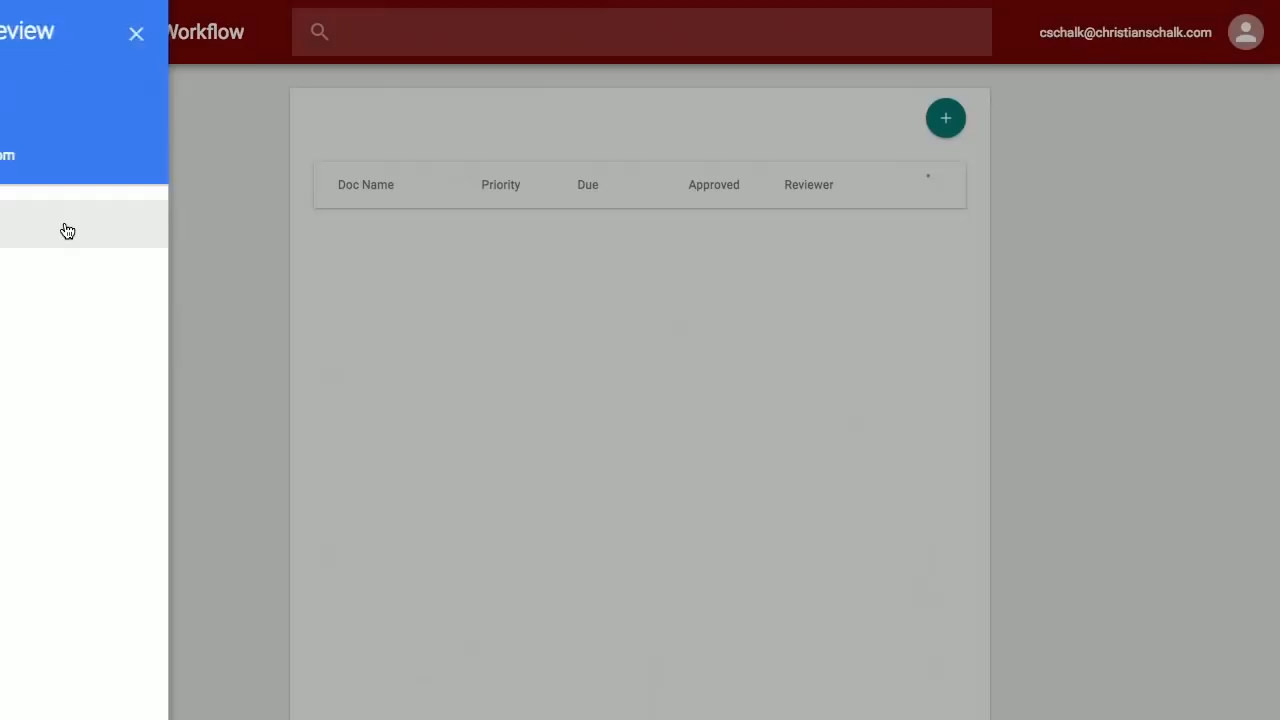 eview
Workflow
cschalk@christianschalk.com
om
Doc Name Priority Due Approved Reviewer